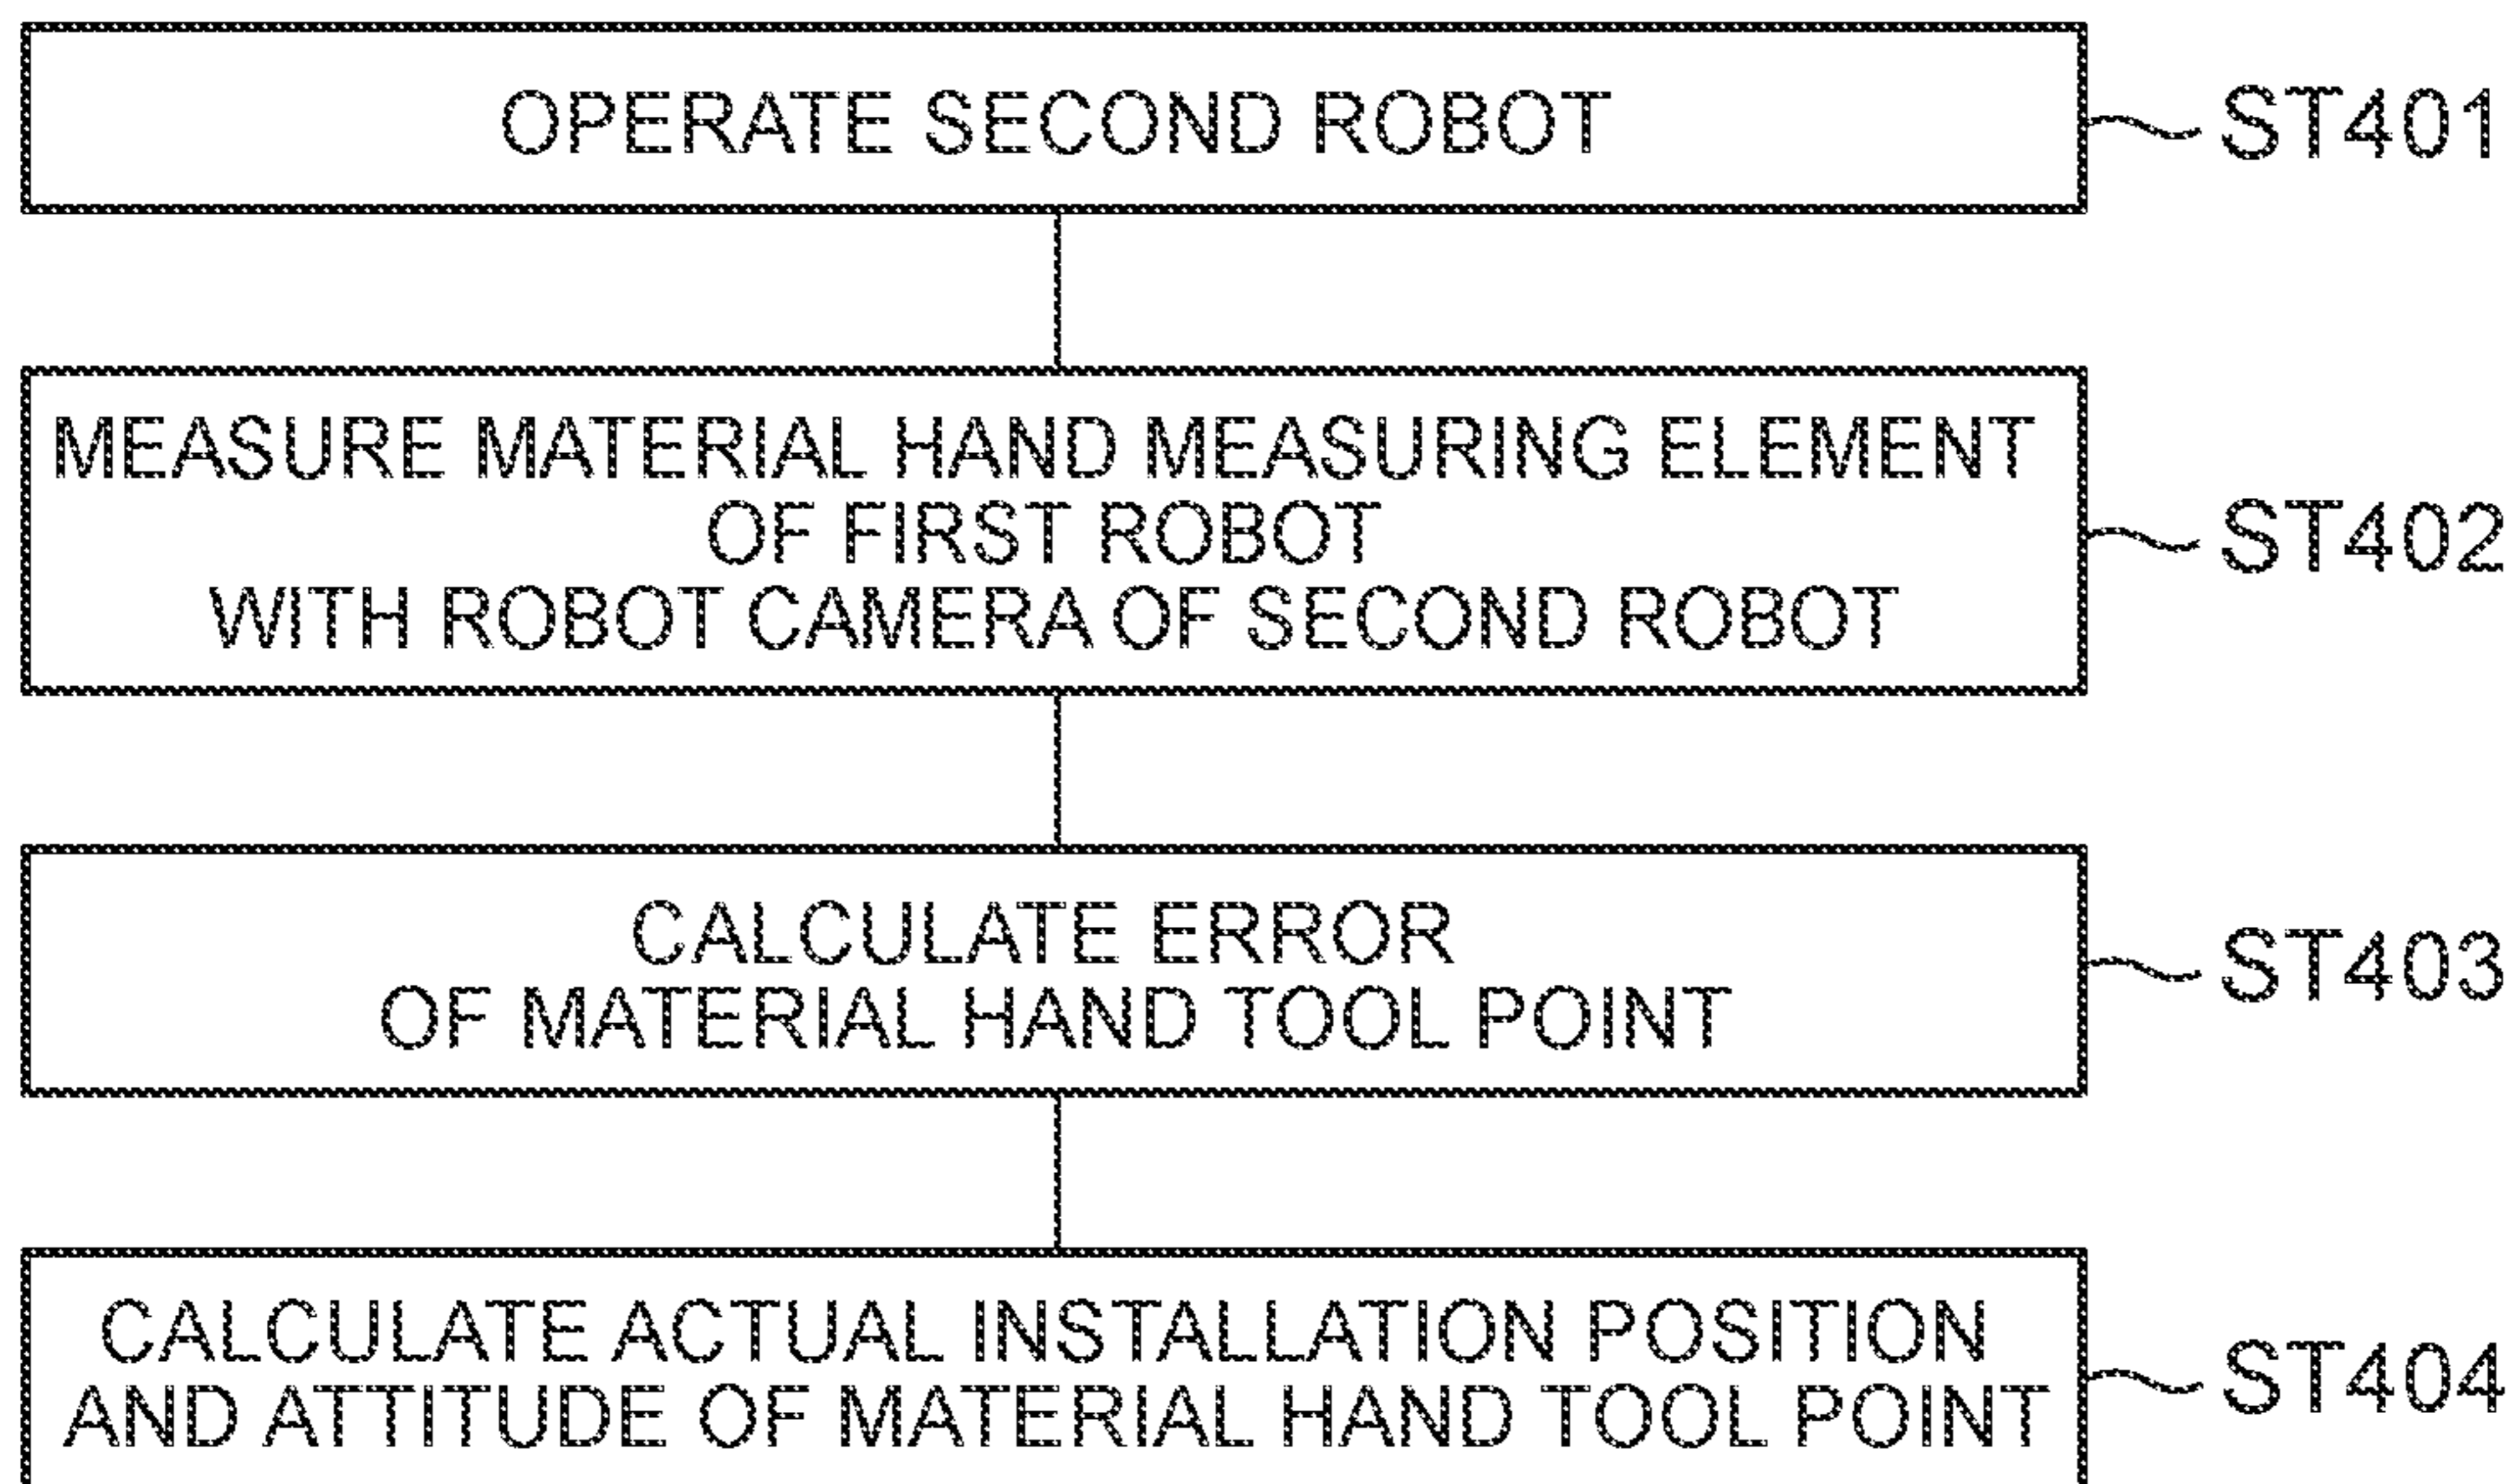 OPERATE SECOND ROBOT
ST401
MEASURE MATERIAL HAND MEASURING ELEMENT
OF FIRST ROBOT
WITH ROBOT CAMERA OF SECOND ROBOT
ST402
CALCULATE ERROR
OF MATERIAL HAND TOOL POINT
ST403
CALCULATE ACTUAL INSTALLATION POSITION
AND ATTITUDE OF MATERIAL HAND TOOL POINT
ST404